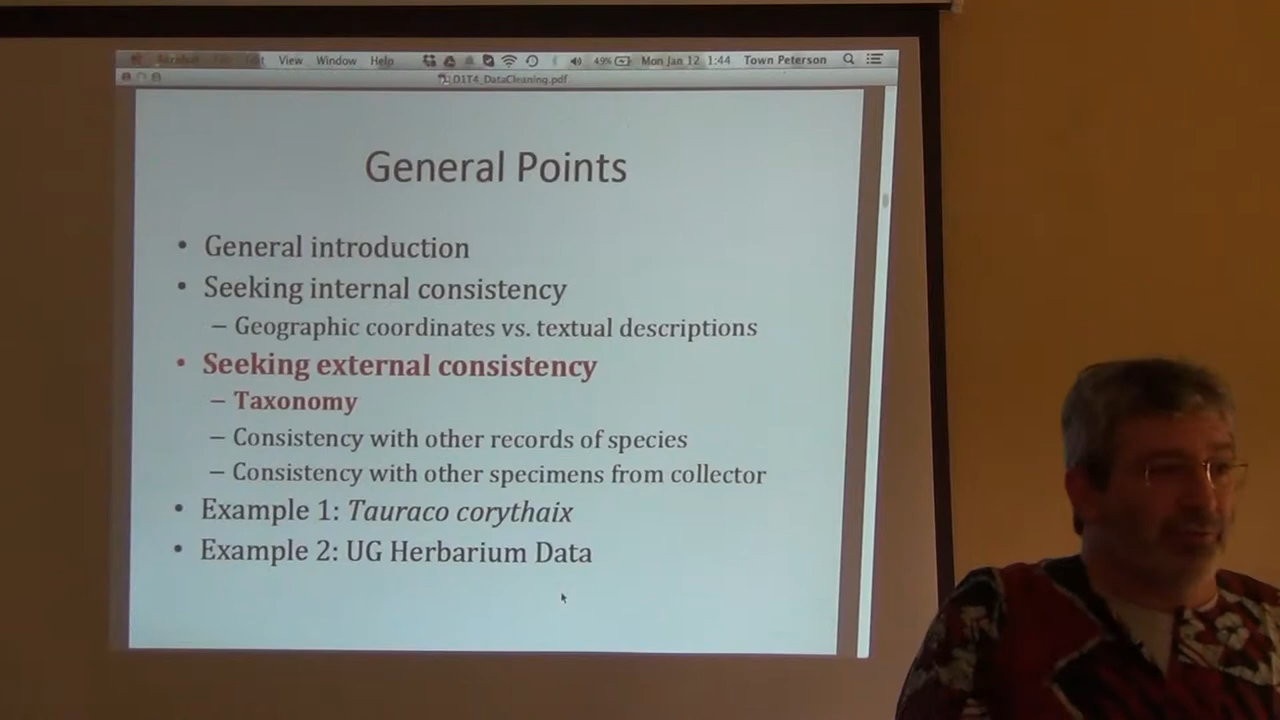 View Window Help 49% Mon Jan 12 1:44 Town Peterson
D1T4_DataCleaning.pdf
General Points
• General introduction
• Seeking internal consistency
– Geographic coordinates vs. textual descriptions
• Seeking external consistency
– Taxonomy
– Consistency with other records of species
– Consistency with other specimens from collector
• Example 1: Tauraco corythaix
• Example 2: UG Herbarium Data